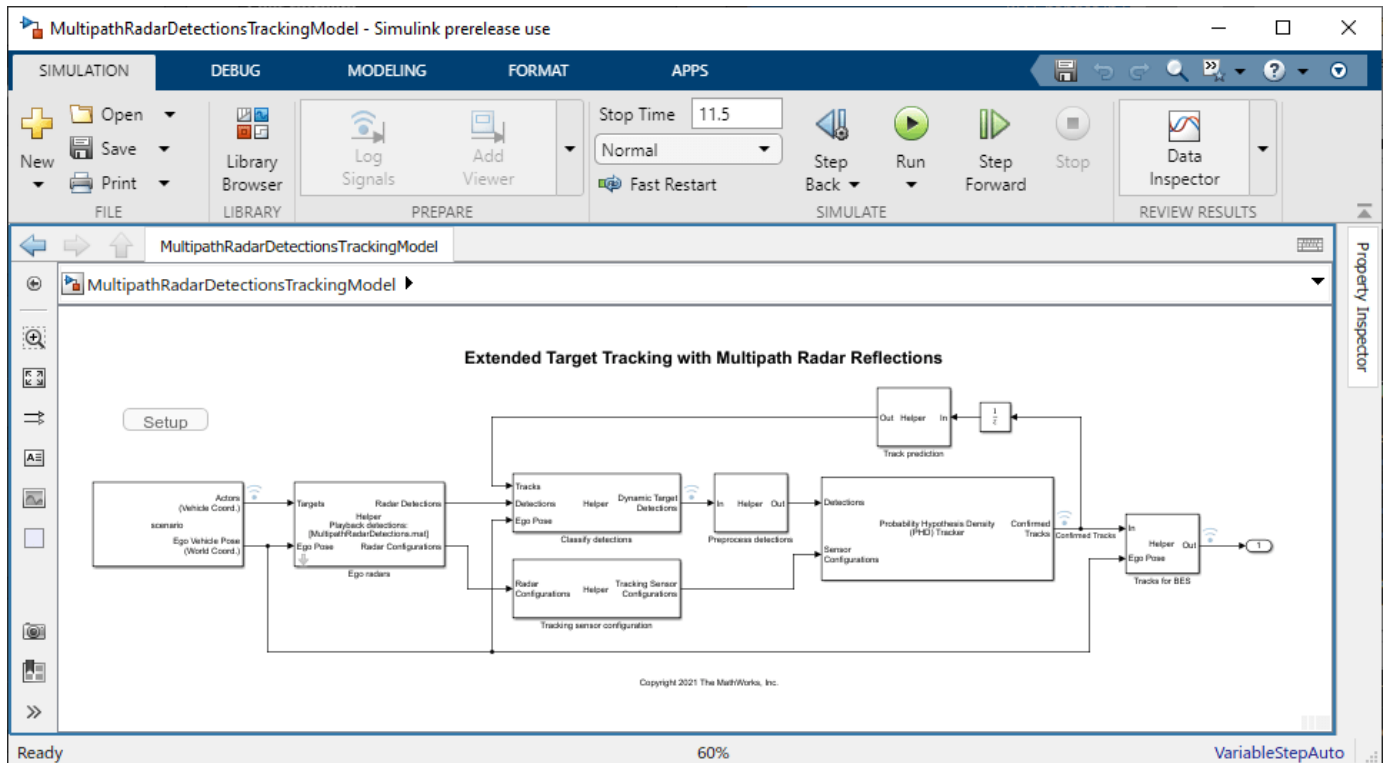 MultipathRadarDetectionsTrackingModel - Simulink prerelease use
SIMULATION DEBUG MODELING FORMAT APPS
New
Open
Save
Print
FILE
Library
Browser
LIBRARY
Log
Signals
Add
Viewer
PREPARE
Stop Time 11.5
Normal
Fast Restart
Step
Back
Run
Step
Forward
Stop
SIMULATE
Data
Inspector
REVIEW RESULTS
MultipathRadarDetectionsTrackingModel
MultipathRadarDetectionsTrackingModel
Property Inspector
Extended Target Tracking with Multipath Radar Reflections
Setup
Out Helper In
Track prediction
1
z
scenario
Actors
(Vehicle Coord.)
Ego Vehicle Pose
(World Coord.)
Targets
Radar Detections
Helper
Playback detections:
[MultipathRadarDetections.mat]
Ego Pose
Radar Configurations
Ego radars
Tracks
Detections
Ego Pose
Helper
Dynamic Target
Detections
Classify detections
In Helper Out
Preprocess detections
Radar
Configurations
Helper
Tracking Sensor
Configurations
Tracking sensor configuration
Detections
Sensor
Configurations
Probability Hypothesis Density
(PHD) Tracker
Confirmed
Tracks
Confirmed Tracks
In
Ego Pose
Helper Out
Tracks for BES
1
Copyright 2021 The MathWorks, Inc.
Ready
60%
VariableStepAuto